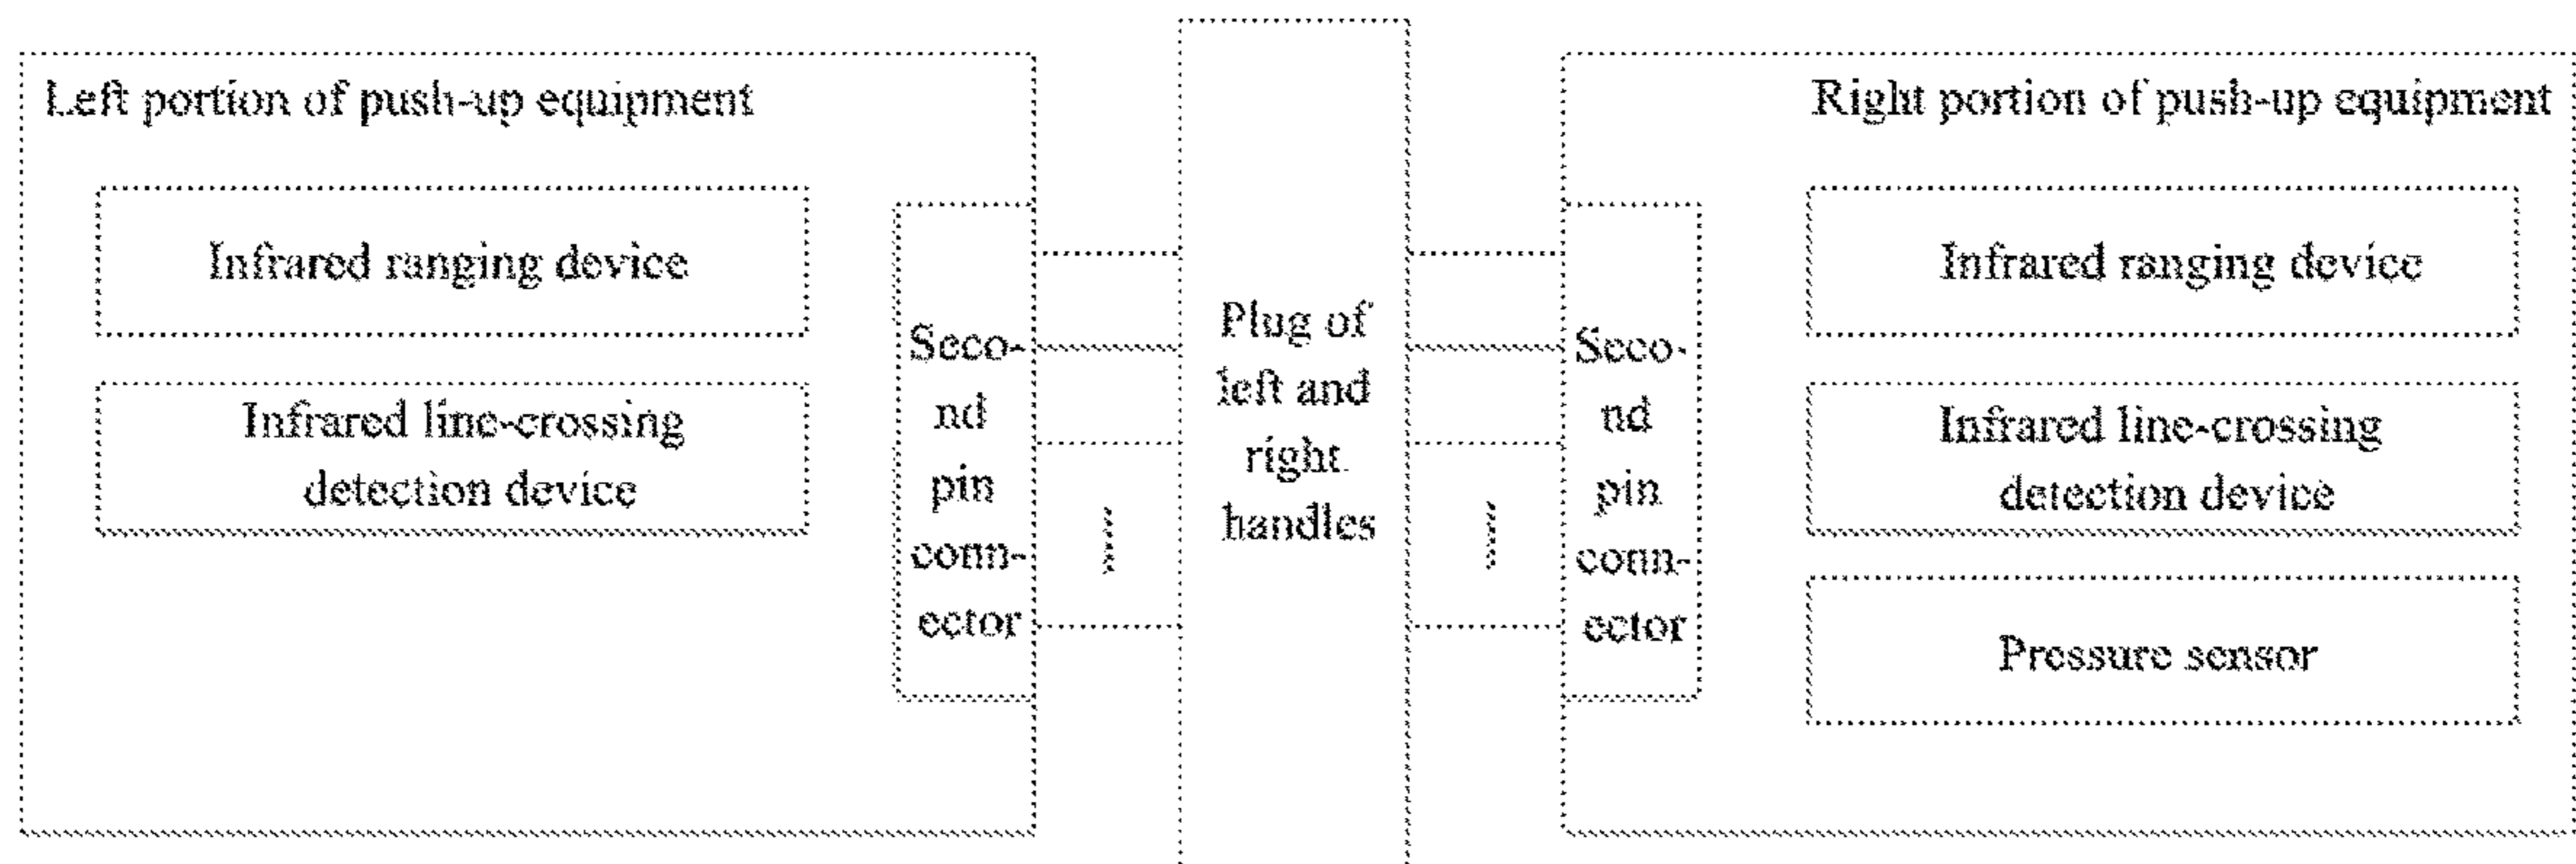 Left portion of push-up equipment
Infrared ranging device
Infrared line-crossing
detection device
Seco-
nd
pin
conn-
ector
Plug of
left and
right
handles
Seco-
nd
pin
conn-
ector
Right portion of push-up equipment
Infrared ranging device
Infrared line-crossing
detection device
Pressure sensor